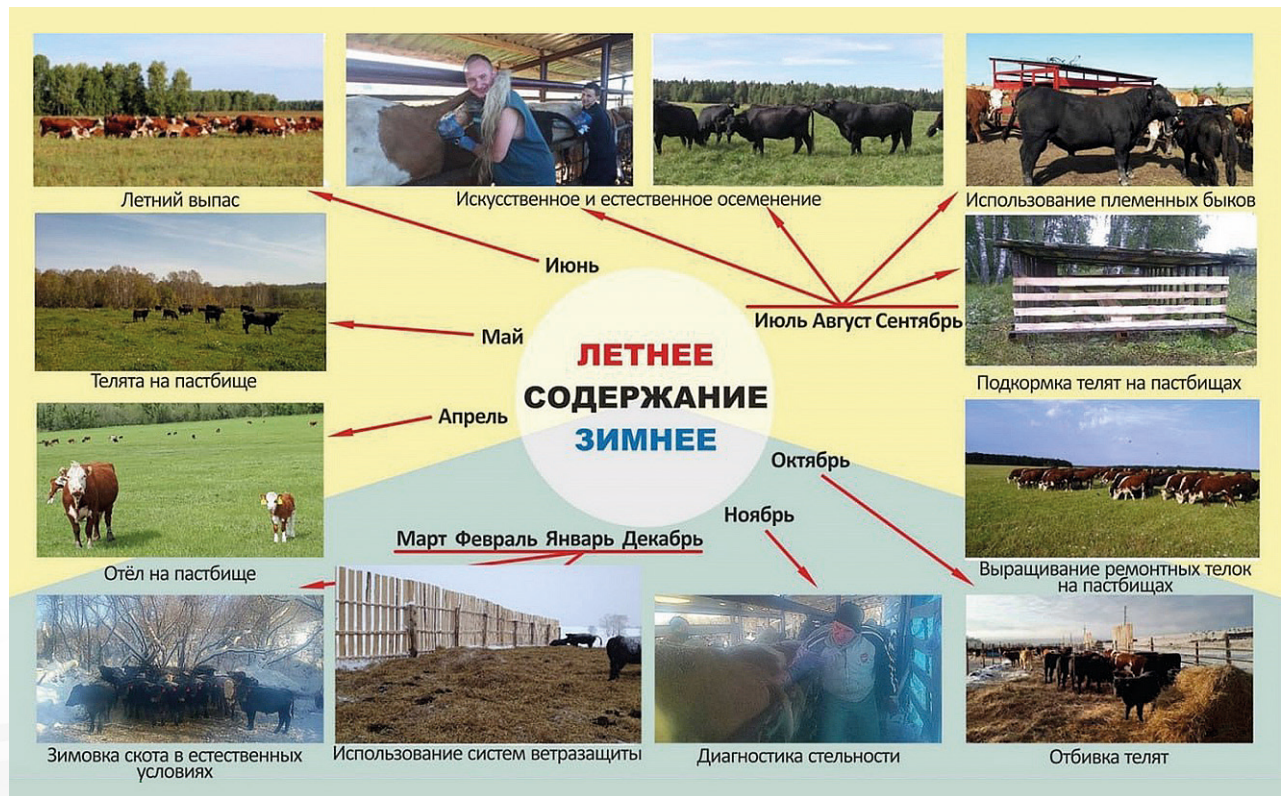 Летний выпас
Искусственное и естественное осеменение
Использование племенных быков
Июнь
Июль Август Сентябрь
Май
Телята на пастбище
Подкормка телят на пастбищах
ЛЕТНЕЕ
СОДЕРЖАНИЕ
ЗИМНЕЕ
Апрель
Октябрь
Ноябрь
Март Февраль Январь Декабрь
Отёл на пастбище
Выращивание ремонтных телок
на пастбищах
Зимовка скота в естественных
условиях
Использование систем ветразащиты
Диагностика стельности
Отбивка телят